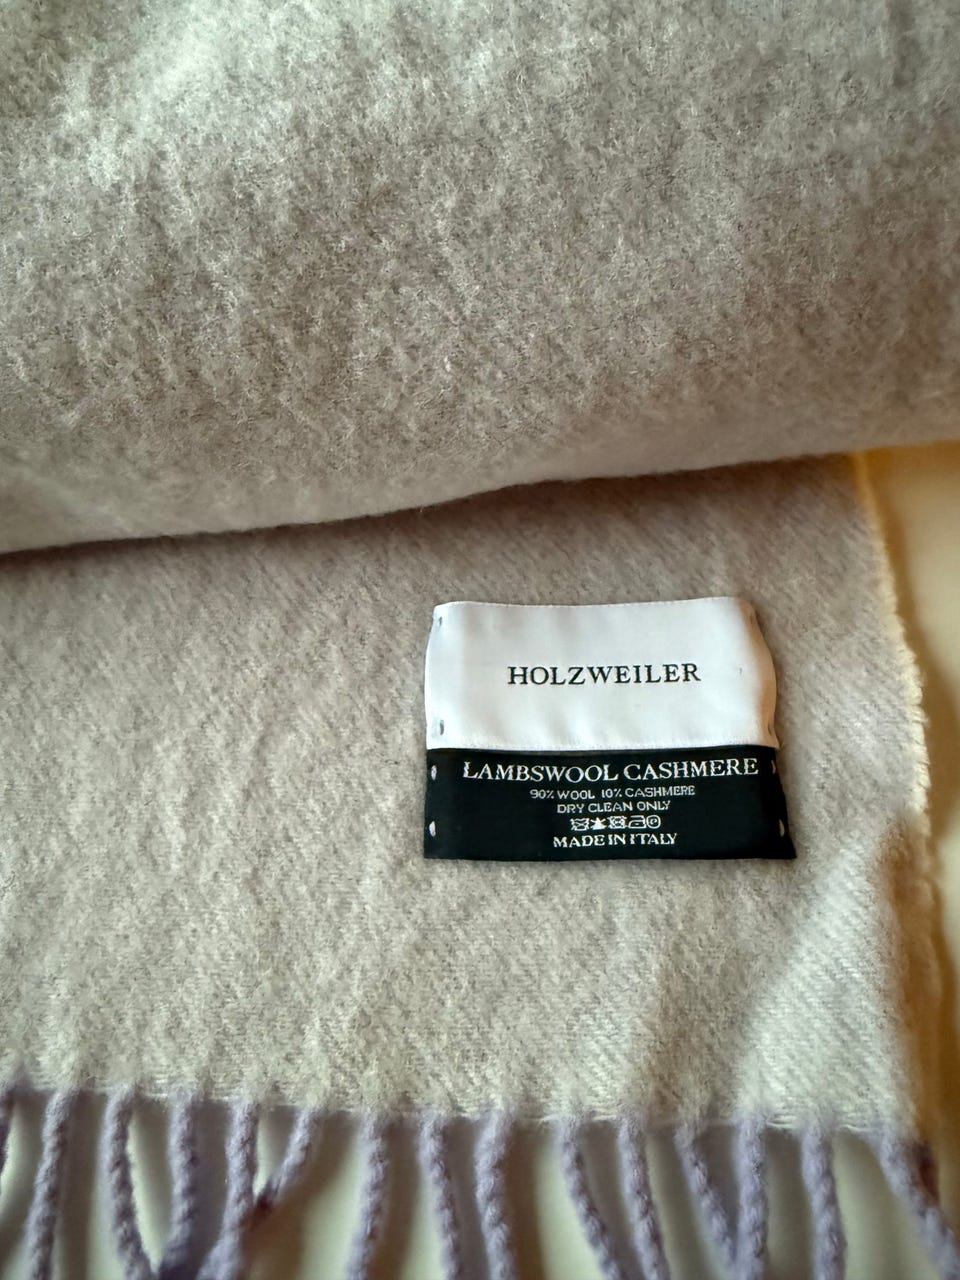 HOLZWEILER
LAMBSWOOL CASHMERE
90% WOOL 10% CASHMERE
DRY CLEAN ONLY
MADE IN ITALY